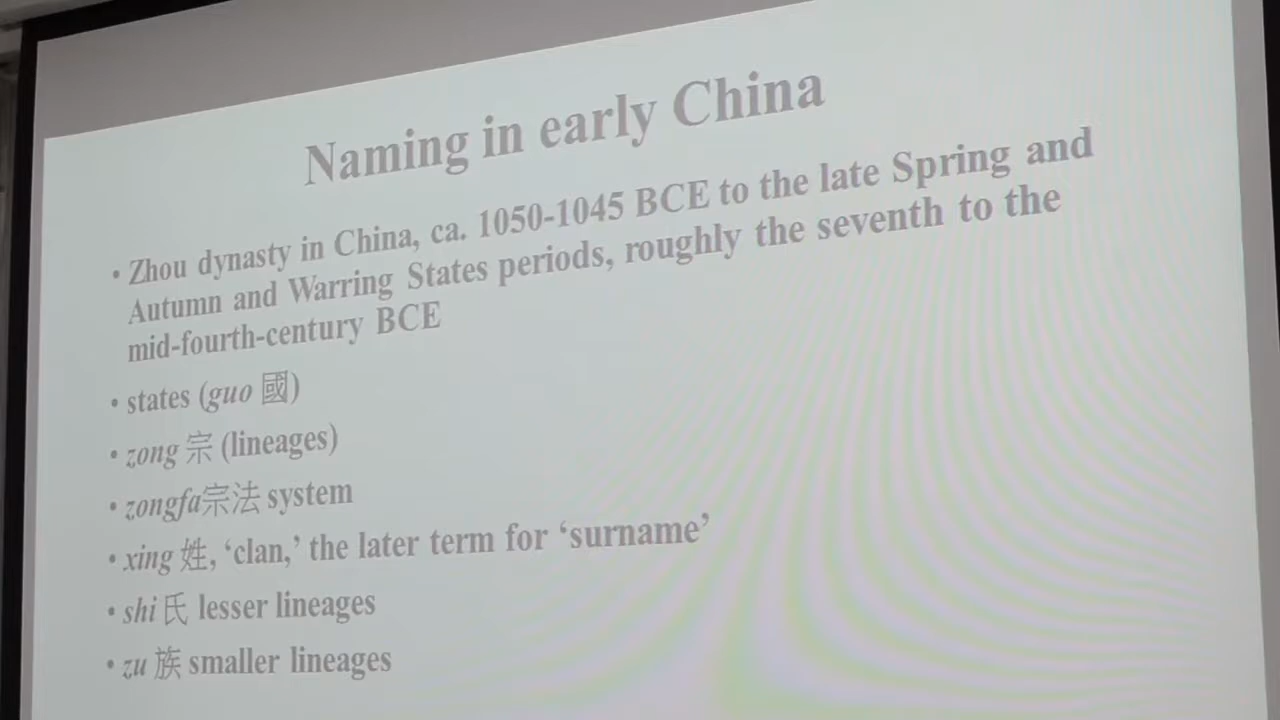 Naming in early China
• Zhou dynasty in China, ca. 1050-1045 BCE to the late Spring and
Autumn and Warring States periods, roughly the seventh to the
mid-fourth-century BCE
• states (guo 國)
• zong 宗 (lineages)
• zongfa宗法 system
• xing 姓, ‘clan,’ the later term for ‘surname’
• shi 氏 lesser lineages
• zu 族 smaller lineages